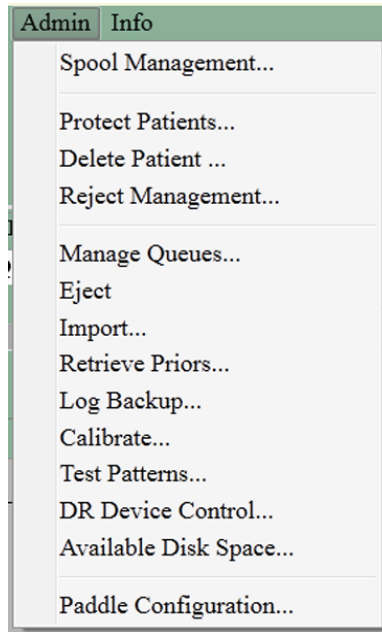 Admin Info
Spool Management...
Protect Patients...
Delete Patient ...
Reject Management...
Manage Queues...
Eject
Import...
Retrieve Priors...
Log Backup...
Calibrate...
Test Patterns...
DR Device Control...
Available Disk Space...
Paddle Configuration...